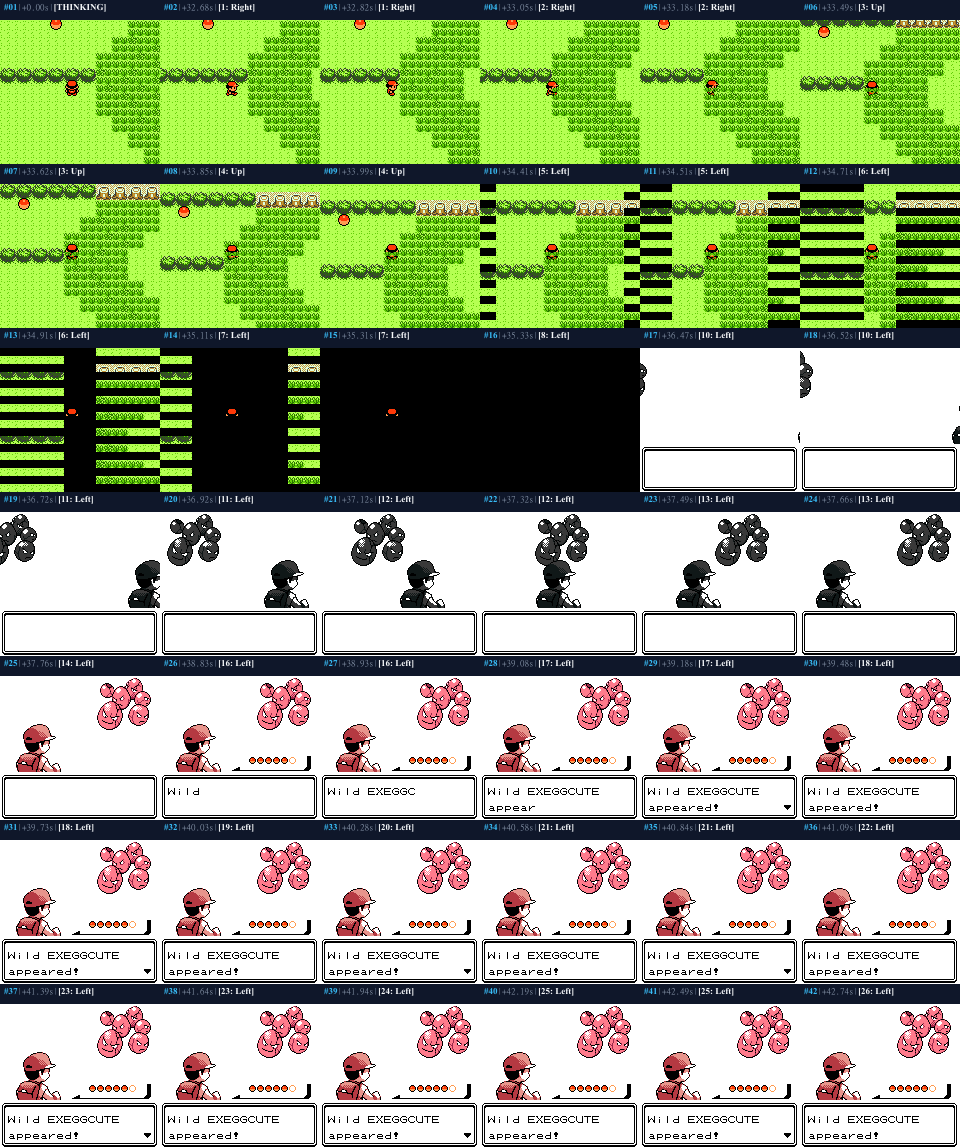 #01|+0.00s|[THINKING]
#02|+32.68s|[1: Right]
#03|+32.82s|[1: Right]
#04|+33.05s|[2: Right]
#05|+33.18s|[2: Right]
#06|+33.49s|[3: Up]
#07|+33.62s|[3: Up]
#08|+33.85s|[4: Up]
#09|+33.99s|[4: Up]
#10|+34.41s|[5: Left]
#11|+34.51s|[5: Left]
#12|+34.71s|[6: Left]
#13|+34.91s|[6: Left]
#14|+35.11s|[7: Left]
#15|+35.31s|[7: Left]
#16|+35.33s|[8: Left]
#17|+36.47s|[10: Left]
#18|+36.52s|[10: Left]
#19|+36.72s|[11: Left]
#20|+36.92s|[11: Left]
#21|+37.12s|[12: Left]
#22|+37.32s|[12: Left]
#23|+37.49s|[13: Left]
#24|+37.66s|[13: Left]
#25|+37.76s|[14: Left]
#26|+38.83s|[16: Left]
#27|+38.93s|[16: Left]
#28|+39.08s|[17: Left]
#29|+39.18s|[17: Left]
#30|+39.48s|[18: Left]
Wild
Wild EXEGGC
Wild EXEGGCUTE
appear
Wild EXEGGCUTE
appeared!
Wild EXEGGCUTE
appeared!
#31|+39.73s|[18: Left]
#32|+40.03s|[19: Left]
#33|+40.28s|[20: Left]
#34|+40.58s|[21: Left]
#35|+40.84s|[21: Left]
#36|+41.09s|[22: Left]
Wild EXEGGCUTE
appeared!
Wild EXEGGCUTE
appeared!
Wild EXEGGCUTE
appeared!
Wild EXEGGCUTE
appeared!
Wild EXEGGCUTE
appeared!
Wild EXEGGCUTE
appeared!
#37|+41.39s|[23: Left]
#38|+41.64s|[23: Left]
#39|+41.94s|[24: Left]
#40|+42.19s|[25: Left]
#41|+42.49s|[25: Left]
#42|+42.74s|[26: Left]
Wild EXEGGCUTE
appeared!
Wild EXEGGCUTE
appeared!
Wild EXEGGCUTE
appeared!
Wild EXEGGCUTE
appeared!
Wild EXEGGCUTE
appeared!
Wild EXEGGCUTE
appeared!